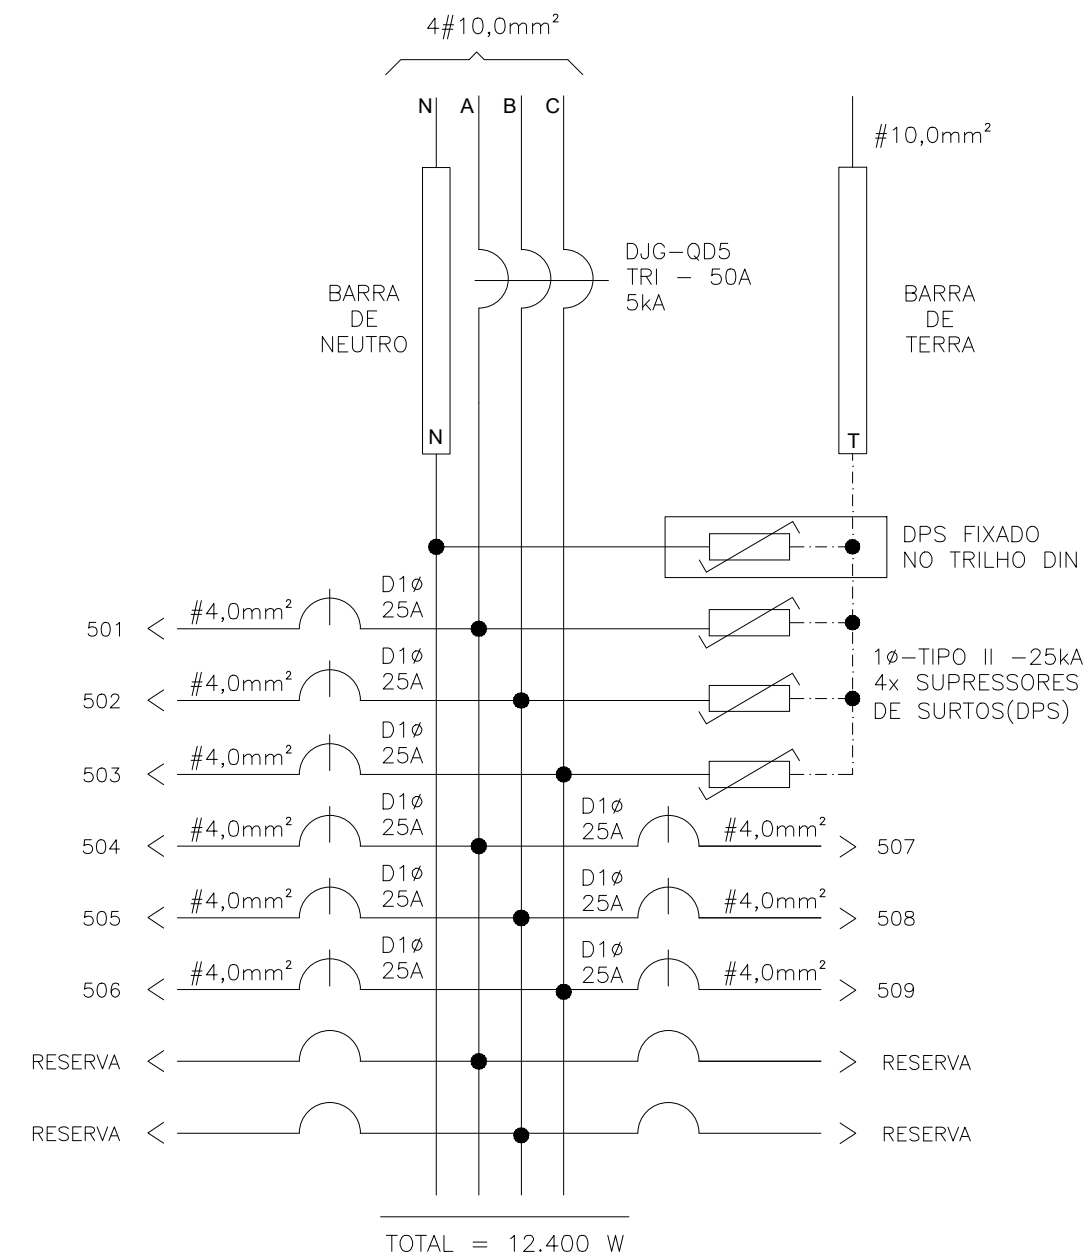 4#10,0mm²
N A B C
#10,0mm²
DJG-QD5
TRI - 50A
5kA
BARRA
DE
NEUTRO
BARRA
DE
TERRA
N
T
DPS FIXADO
NO TRILHO DIN
D1ø
25A
#4,0mm²
501
1ø-TIPO II -25kA
4x SUPRESSORES
DE SURTOS(DPS)
D1ø
25A
#4,0mm²
502
D1ø
25A
#4,0mm²
503
D1ø
25A
#4,0mm²
504
D1ø
25A
#4,0mm²
507
D1ø
25A
#4,0mm²
505
D1ø
25A
#4,0mm²
508
D1ø
25A
#4,0mm²
506
D1ø
25A
#4,0mm²
509
RESERVA
RESERVA
RESERVA
RESERVA
TOTAL = 12.400 W